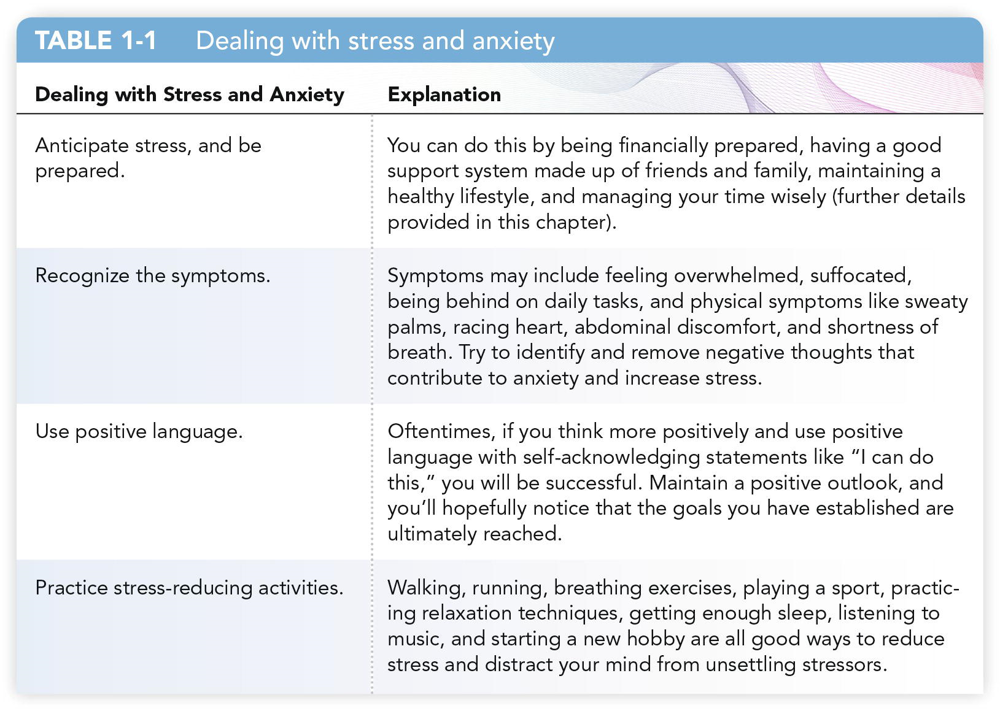 TABLE 1-1 Dealing with stress and anxiety
Dealing with Stress and Anxiety Explanation
Anticipate stress, and be
prepared.
You can do this by being financially prepared, having a good
support system made up of friends and family, maintaining a
healthy lifestyle, and managing your time wisely (further details
provided in this chapter).
Recognize the symptoms.
Symptoms may include feeling overwhelmed, suffocated,
being behind on daily tasks, and physical symptoms like sweaty
palms, racing heart, abdominal discomfort, and shortness of
breath. Try to identify and remove negative thoughts that
contribute to anxiety and increase stress.
Use positive language.
Oftentimes, if you think more positively and use positive
language with self-acknowledging statements like “I can do
this,” you will be successful. Maintain a positive outlook, and
you’ll hopefully notice that the goals you have established are
ultimately reached.
Practice stress-reducing activities.
Walking, running, breathing exercises, playing a sport, practic-
ing relaxation techniques, getting enough sleep, listening to
music, and starting a new hobby are all good ways to reduce
stress and distract your mind from unsettling stressors.